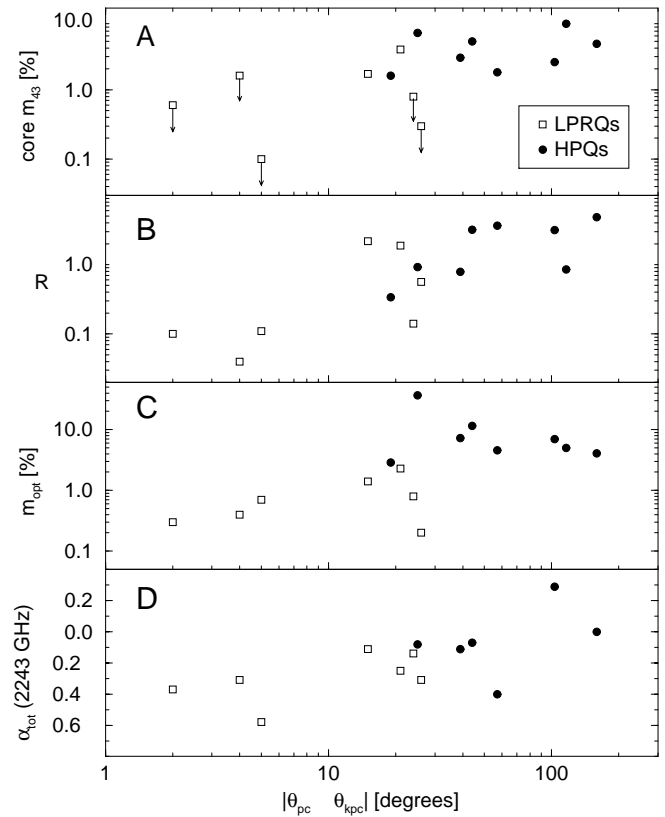 A
core m43 [%]
10.0
1.0
0.1
LPRQs
HPQs
B
R
1.0
0.1
C
mopt [%]
10.0
1.0
0.1
D
αtot (2243 GHz)
0.2
0.0
0.2
0.4
0.6
1 10 100
|θpc θkpc| [degrees]